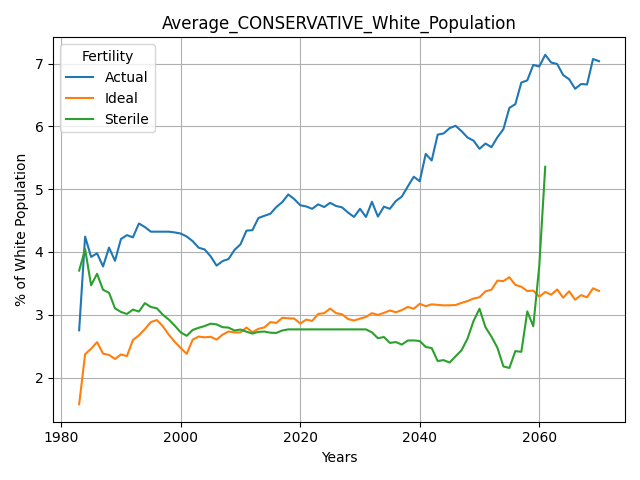 Average_CONSERVATIVE_White_Population
Fertility
Actual
Ideal
Sterile
% of White Population
7
6
5
4
3
2
1980
2000
2020
2040
2060
Years